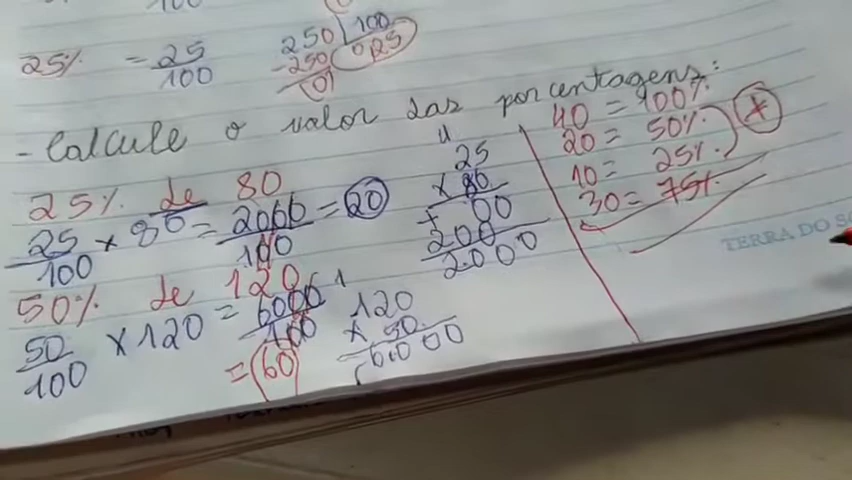 100
25% = 25/100
250 | 100
-250 0,25
(0)
- Calcule o valor das porcentagens:
25% de 80
25/100 × 80 = 2000/100 = 20
25
× 80
+ 00
200
2000
50% de 120
50/100 × 120 = 6000/100
= 60
120
× 50
6000
40 = 100%
20 = 50%
10 = 25%
30 = 75%
TERRA DO SO